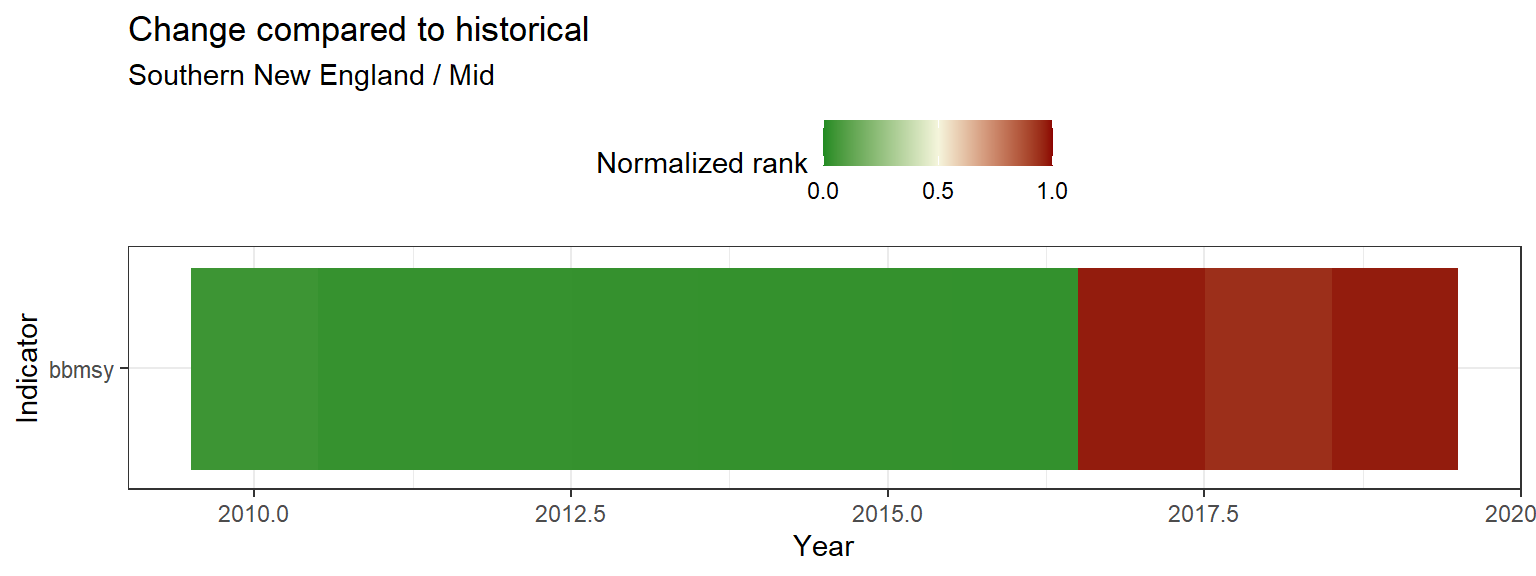 Change compared to historical
Southern New England / Mid
Normalized rank
0.0 0.5 1.0
Indicator
bbmsy
2010.0 2012.5 2015.0 2017.5 2020
Year